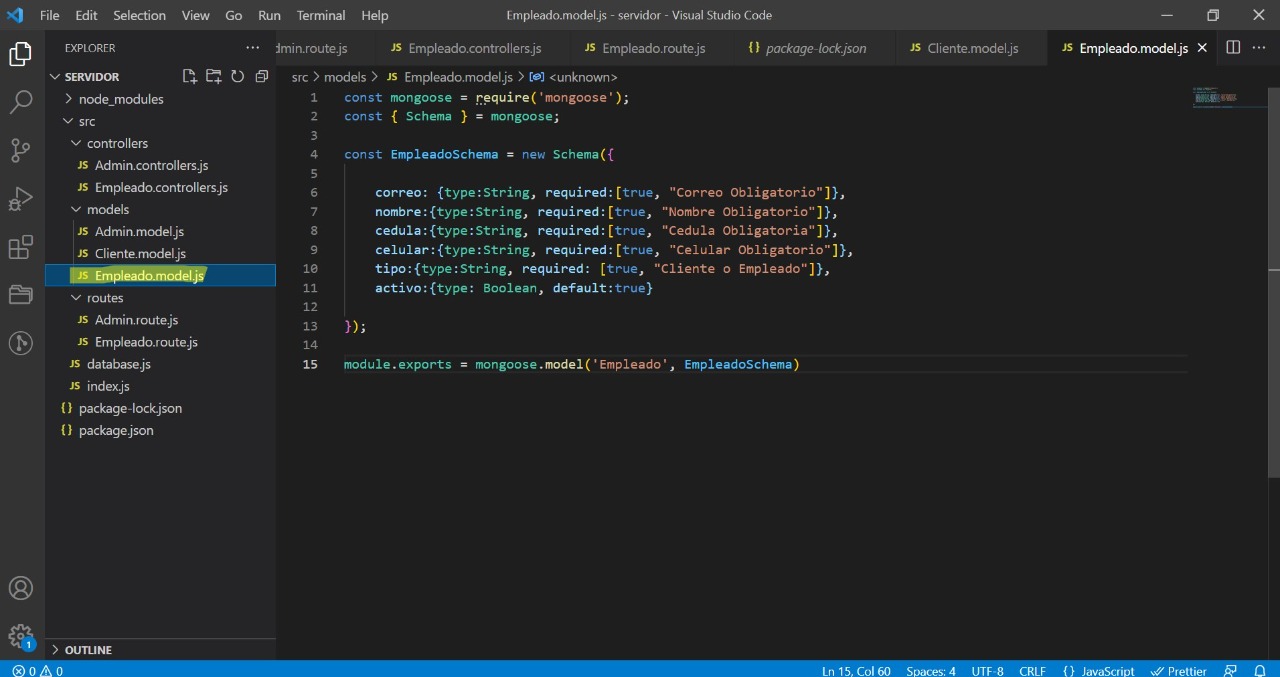 File Edit Selection View Go Run Terminal Help Empleado.model.js - servidor - Visual Studio Code
EXPLORER
dmin.route.js JS Empleado.controllers.js JS Empleado.route.js {} package-lock.json JS Cliente.model.js JS Empleado.model.js
SERVIDOR
node_modules
src
controllers
JS Admin.controllers.js
JS Empleado.controllers.js
models
JS Admin.model.js
JS Cliente.model.js
JS Empleado.model.js
routes
JS Admin.route.js
JS Empleado.route.js
JS database.js
JS index.js
{} package-lock.json
{} package.json
OUTLINE
src > models > JS Empleado.model.js > <unknown>
1 const mongoose = require('mongoose');
2 const { Schema } = mongoose;
3
4 const EmpleadoSchema = new Schema({
5
6 correo: {type:String, required:[true, "Correo Obligatorio"]},
7 nombre:{type:String, required:[true, "Nombre Obligatorio"]},
8 cedula:{type:String, required:[true, "Cedula Obligatoria"]},
9 celular:{type:String, required:[true, "Celular Obligatorio"]},
10 tipo:{type:String, required: [true, "Cliente o Empleado"]},
11 activo:{type: Boolean, default:true}
12
13 });
14
15 module.exports = mongoose.model('Empleado', EmpleadoSchema)
1
0 0 Ln 15, Col 60 Spaces: 4 UTF-8 CRLF {} JavaScript Prettier